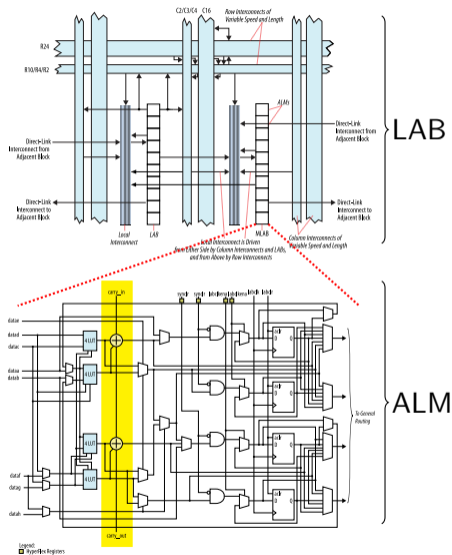 C2/C3/C4 C16
Row Interconnects of
Variable Speed and Length
R24
R10/R4/R2
ALMs
Direct-Link
Interconnect from
Adjacent Block
Direct-Link
Interconnect from
Adjacent Block
LAB
Direct-Link
Interconnect to
Adjacent Block
Direct-Link
Interconnect to
Adjacent Block
Local
Interconnect
LAB
MLAB
Local Interconnect is Driven
from Either Side by Column Interconnects and LABs,
and from Above by Row Interconnects
Column Interconnects of
Variable Speed and Length
carry_in
datae
datad
datac
dataa
datab
dataf
datag
datah
4 LUT
4 LUT
4 LUT
4 LUT
+
+
aclr
D Q
aclr
D Q
aclr
D Q
aclr
D Q
To General
Routing
ALM
carry_out
Legend:
HyperFlex Registers